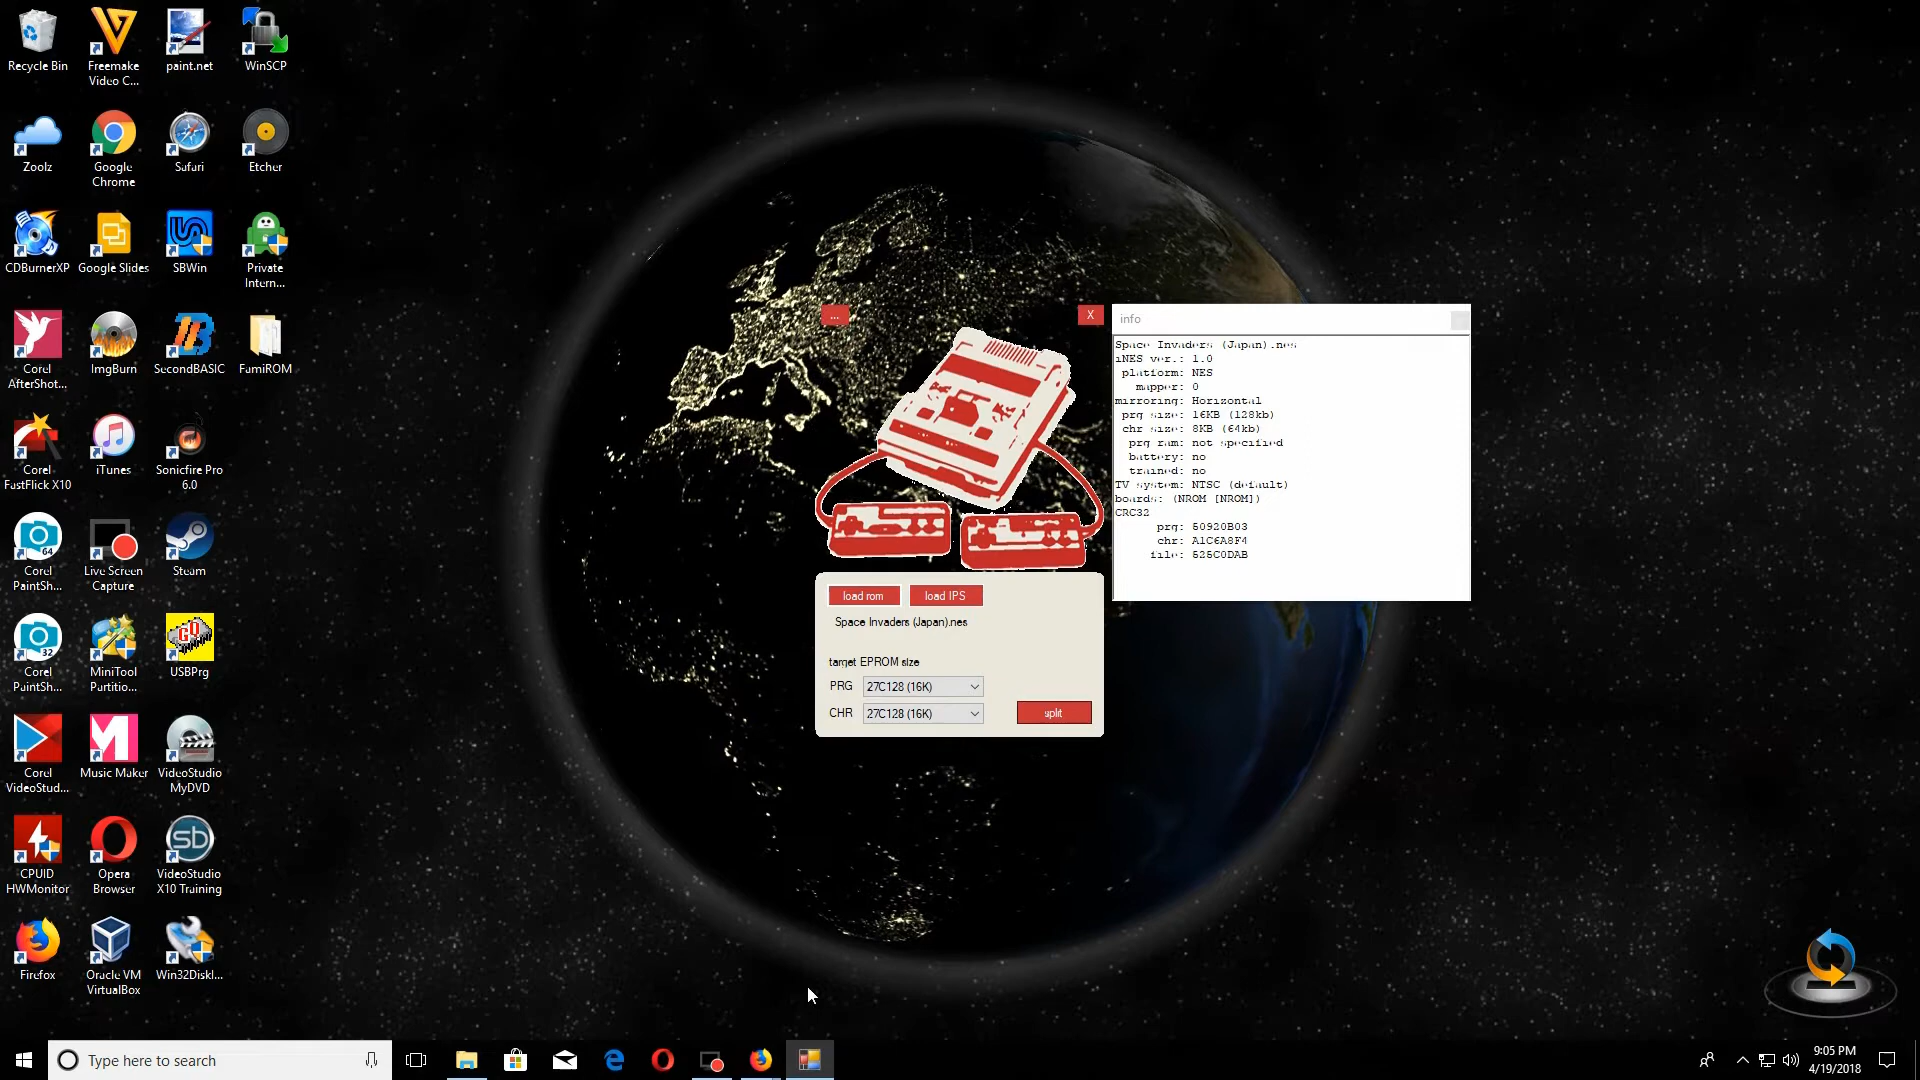 Recycle Bin
Freemake
Video C...
paint.net
WinSCP
Zoolz
Google
Chrome
Safari
Etcher
CDBurnerXP
Google Slides
SBWin
Private
Intern...
Corel
AfterShot...
ImgBurn
SecondBASIC
FamiROM
Corel
FastFlick X10
iTunes
Sonicfire Pro
6.0
64
Corel
PaintSh...
Live Screen
Capture
Steam
32
Corel
PaintSh...
MiniTool
Partitio...
GQ
USBPrg
Corel
VideoStud...
Music Maker
VideoStudio
MyDVD
CPUID
HWMonitor
Opera
Browser
sb
VideoStudio
X10 Training
Firefox
Oracle VM
VirtualBox
Win32DiskI...
...
X
load rom
load IPS
Space Invaders (Japan).nes
target EPROM size
PRG
27C128 (16K)
CHR
27C128 (16K)
split
info
Space Invaders (Japan).nes
iNES ver.: 1.0
platform: NES
mapper: 0
mirroring: Horizontal
prg size: 16KB (128kb)
chr size: 8KB (64kb)
prg ram: not specified
battery: no
trained: no
TV system: NTSC (default)
boards: (NROM [NROM])
CRC32
prg: 50920B03
chr: A1C6A8F4
file: 525C0DAB
Type here to search
9:05 PM
4/19/2018